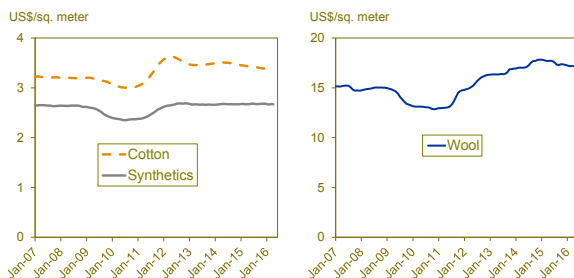 US$/sq. meter
4
3
2
1
0
Cotton
Synthetics
Jan-07
Jan-08
Jan-09
Jan-10
Jan-11
Jan-12
Jan-13
Jan-14
Jan-15
Jan-16
US$/sq. meter
20
15
10
5
0
Wool
Jan-07
Jan-08
Jan-09
Jan-10
Jan-11
Jan-12
Jan-13
Jan-14
Jan-15
Jan-16